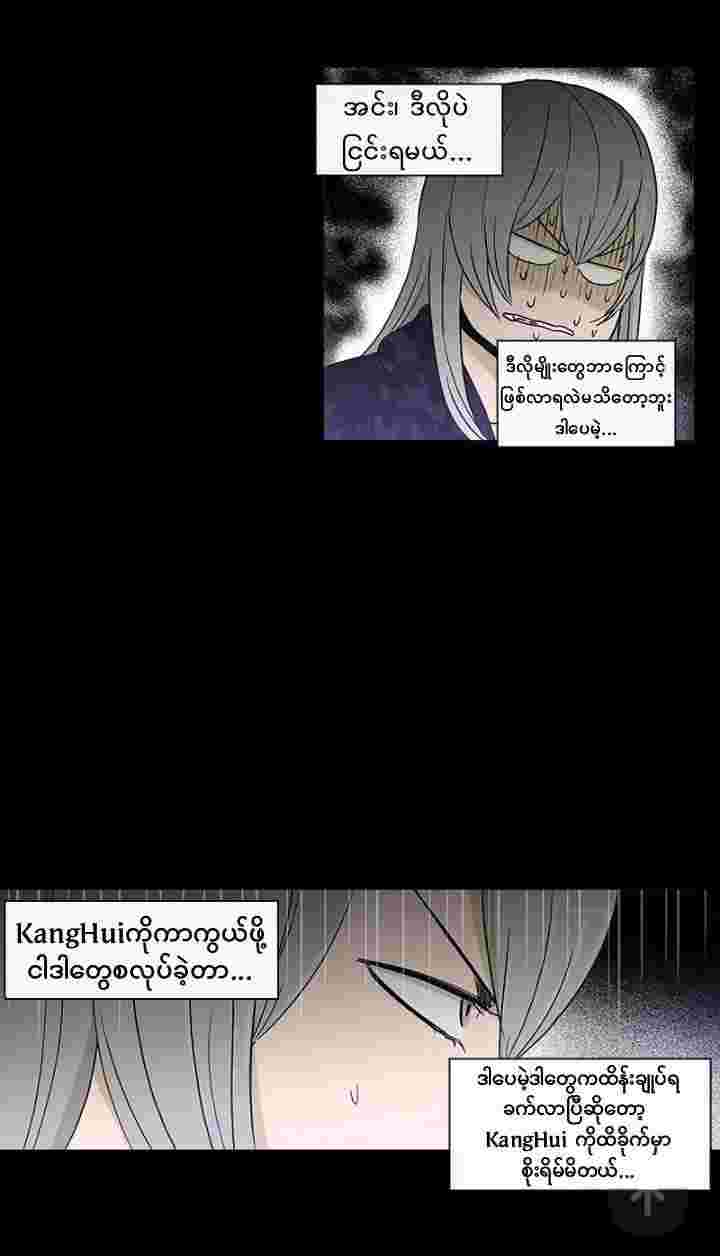 အင်း၊ ဒီလိုပဲ
ငြင်းရမယ်...
ဒီလိုမျိုးတွေဘာကြောင့်
ဖြစ်လာရလဲမသိတော့ဘူး
ဒါပေမဲ့...
KangHuiကိုကာကွယ်ဖို့
ငါဒါတွေစလုပ်ခဲ့တာ...
ဒါပေမဲ့ဒါတွေကထိန်းချုပ်ရ
ခက်လာပြီဆိုတော့
KangHui ကိုထိခိုက်မှာ
စိုးရိမ်မိတယ်...